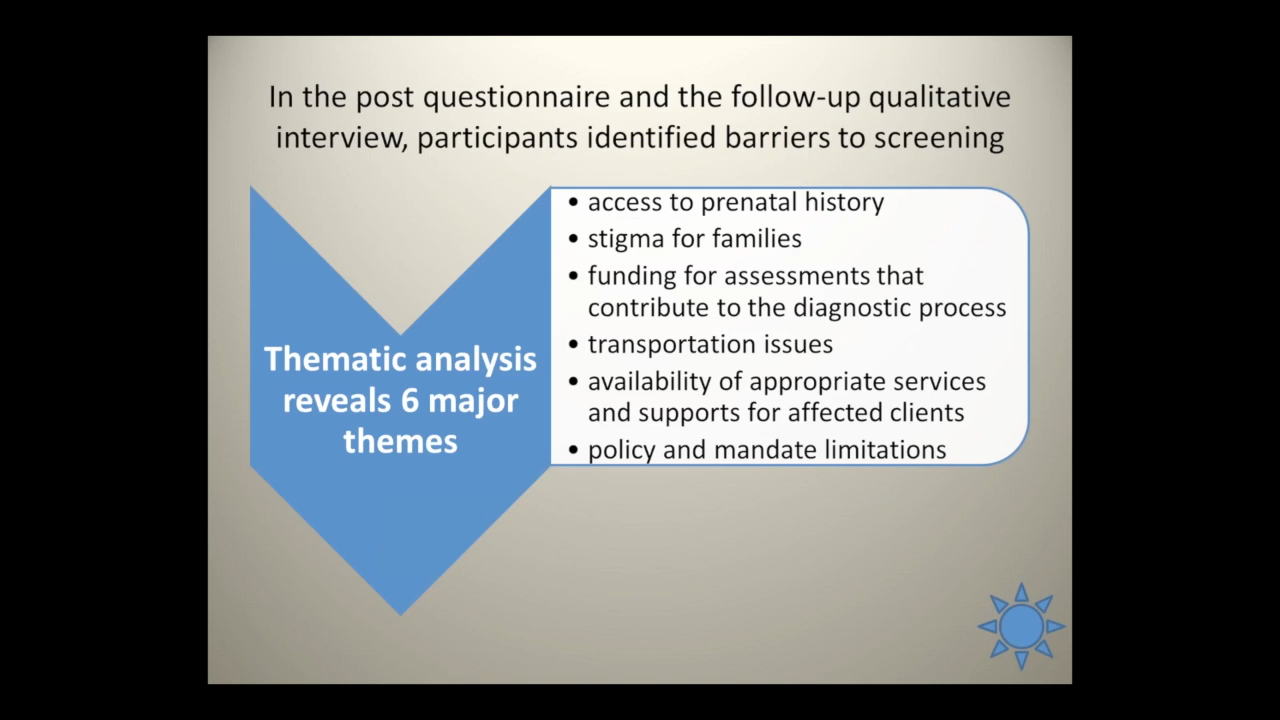 In the post questionnaire and the follow-up qualitative
interview, participants identified barriers to screening
Thematic analysis
reveals 6 major
themes
• access to prenatal history
• stigma for families
• funding for assessments that
contribute to the diagnostic process
• transportation issues
• availability of appropriate services
and supports for affected clients
• policy and mandate limitations